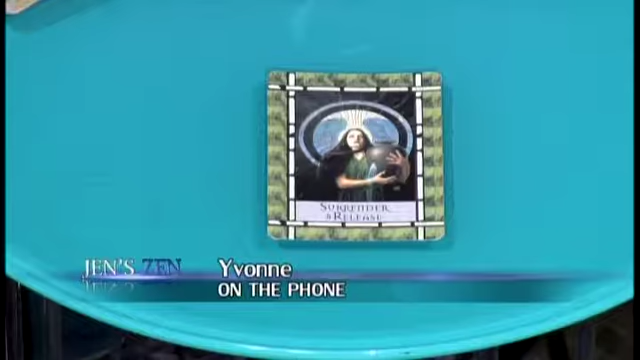 SURRENDER
& RELEASE
JEN'S ZEN
Yvonne
ON THE PHONE